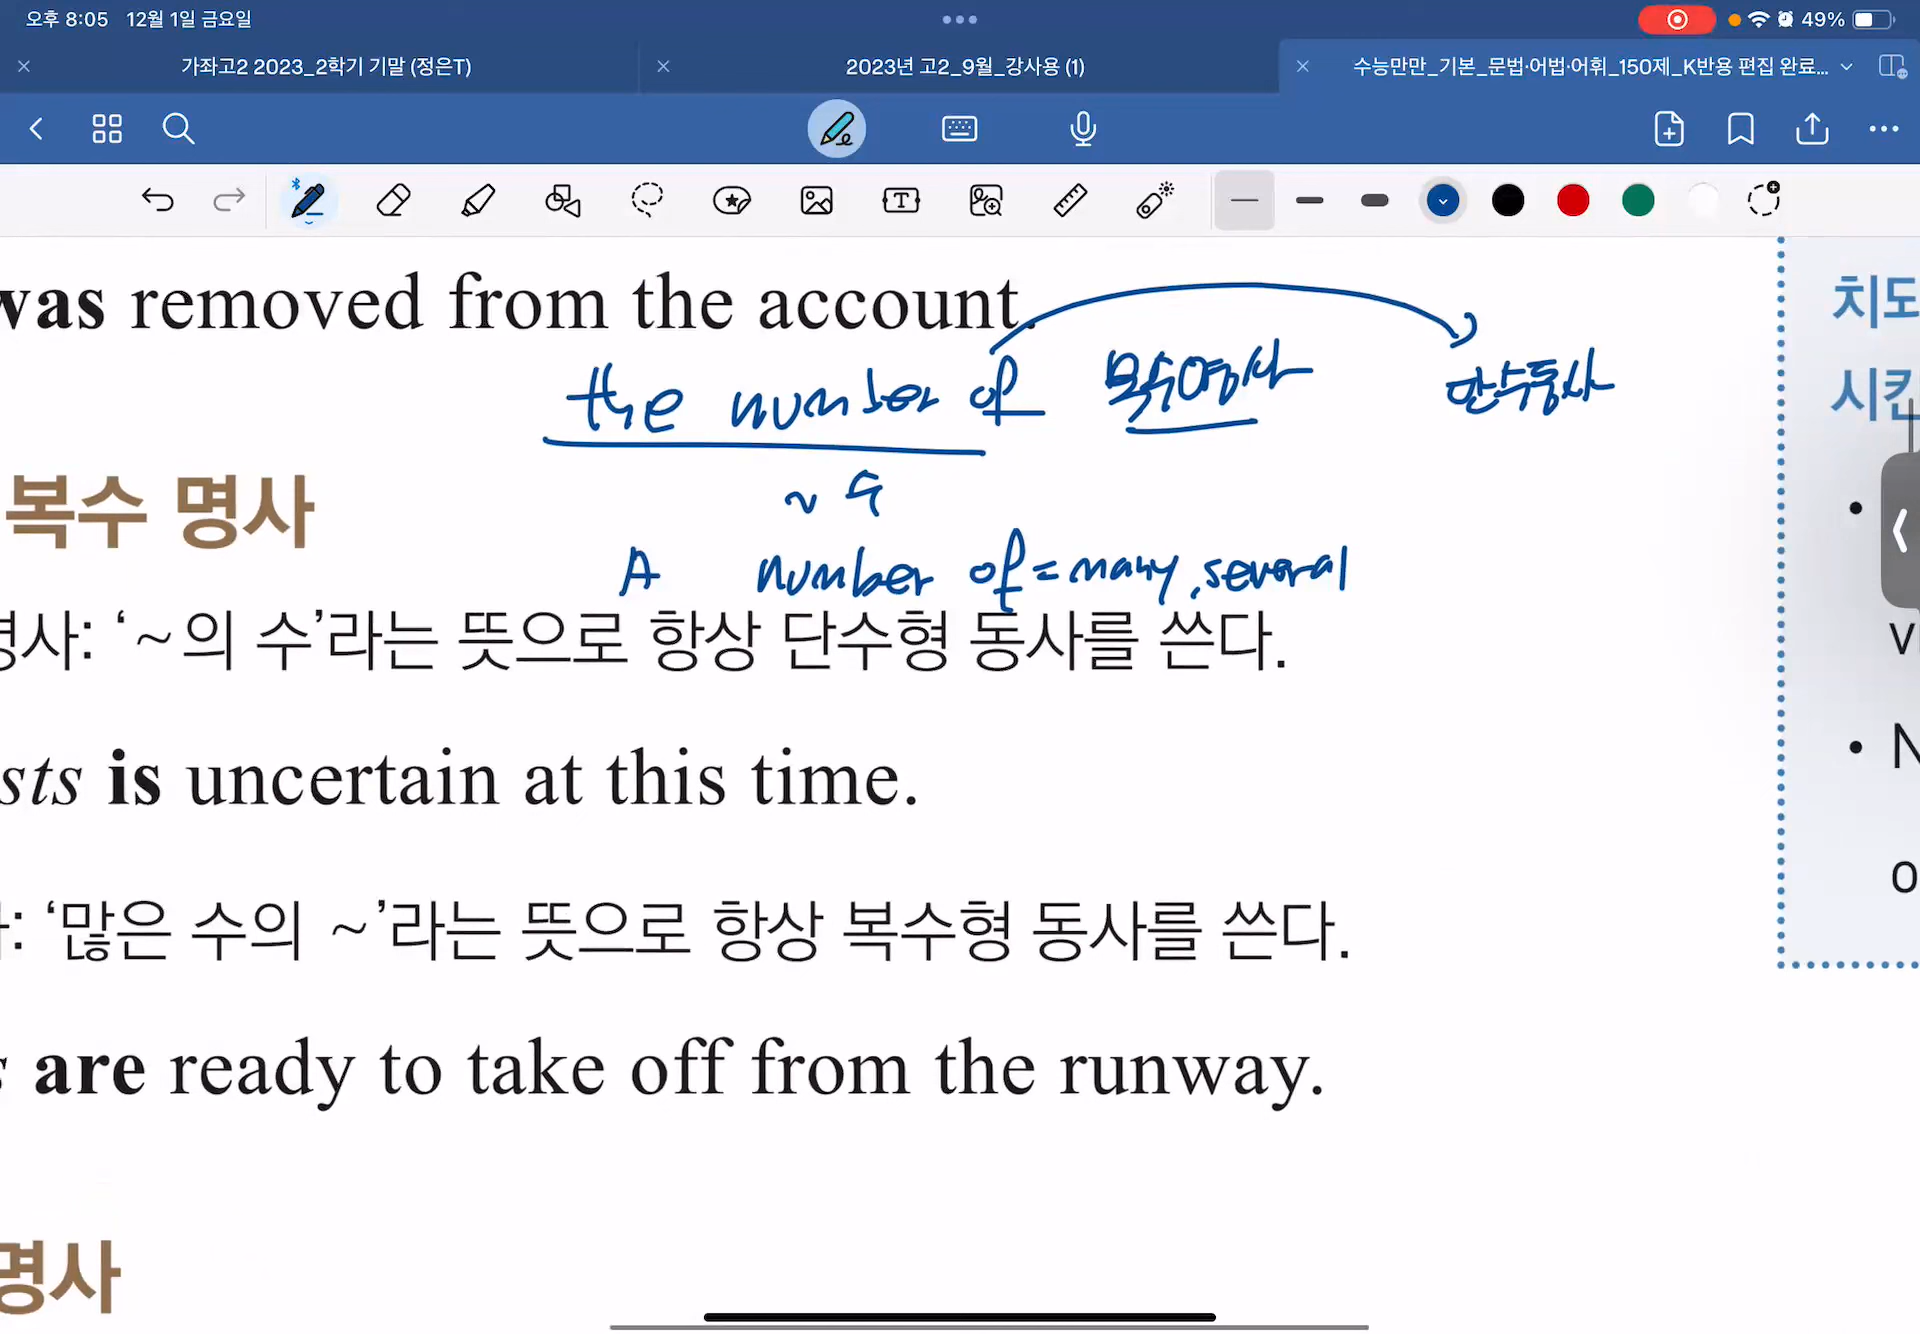 오후 8:05 12월 1일 금요일
49%
가좌고2 2023_2학기 기말 (정은T)
2023년 고2_9월_강사용 (1)
수능만만_기본_문법·어법·어휘_150제_K반용 편집 완료...
was removed from the account.
the number of 복수명사 단수동사
~ 수
복수 명사
A number of = many, several
명사: ‘~의 수’라는 뜻으로 항상 단수형 동사를 쓴다.
sts is uncertain at this time.
: ‘많은 수의 ~’라는 뜻으로 항상 복수형 동사를 쓴다.
s are ready to take off from the runway.
명사
치도
시킨